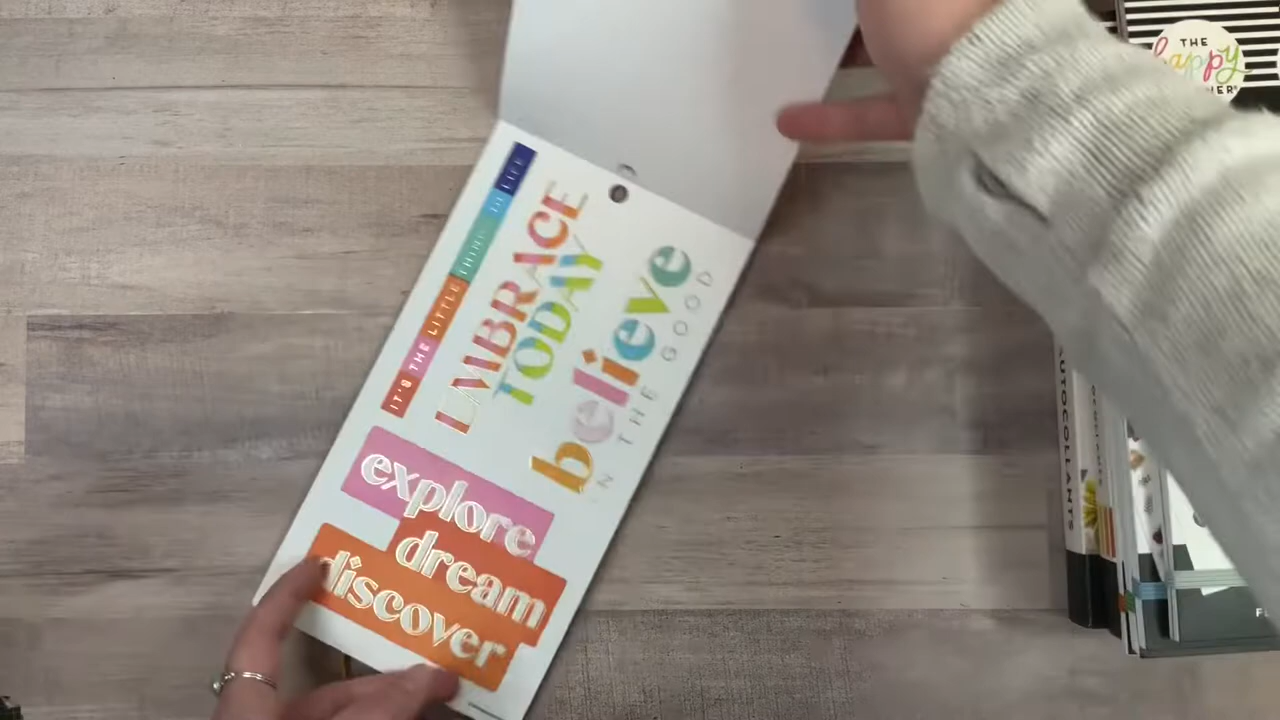 IT'S THE LITTLE THINGS IN LIFE
EMBRACE
TODAY
believe
IN THE GOOD
explore
dream
discover
THE
happy
AUTOCOLLANTS